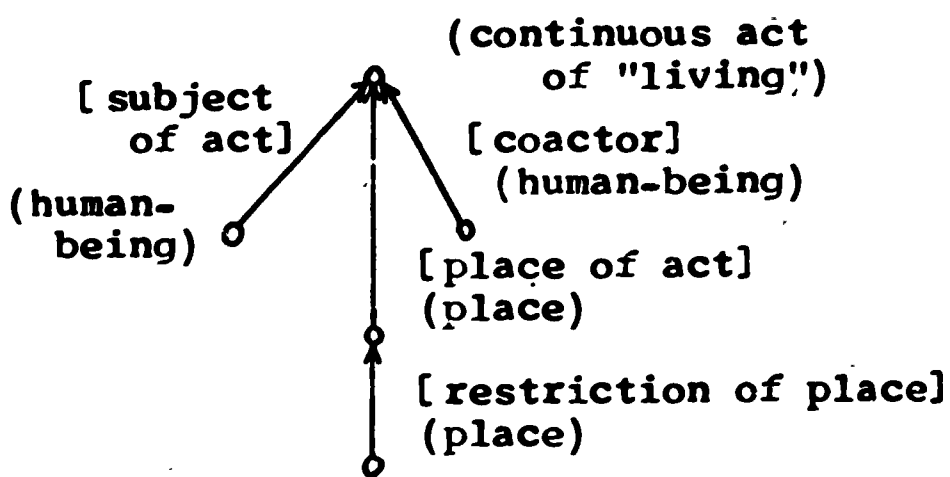 (continuous act
of "living")
[subject
of act]
[coactor]
(human-being)
(human-
being)
[place of act]
(place)
[restriction of place]
(place)